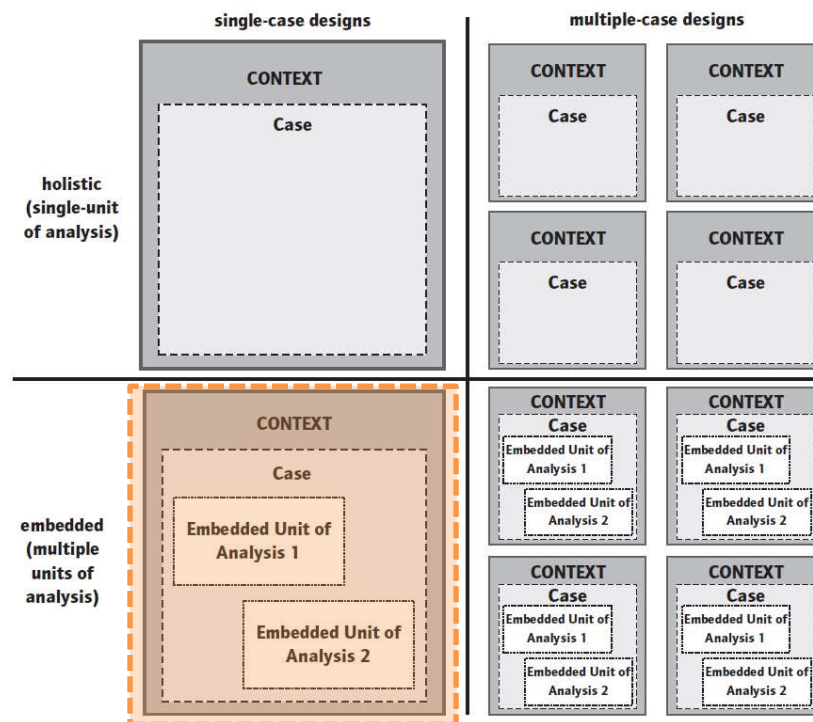 single-case designs
multiple-case designs
holistic
(single-unit
of analysis)
CONTEXT
Case
CONTEXT
Case
CONTEXT
Case
CONTEXT
Case
CONTEXT
Case
embedded
(multiple
units of
analysis)
CONTEXT
Case
Embedded Unit of
Analysis 1
Embedded Unit of
Analysis 2
CONTEXT
Case
Embedded Unit of
Analysis 1
Embedded Unit of
Analysis 2
CONTEXT
Case
Embedded Unit of
Analysis 1
Embedded Unit of
Analysis 2
CONTEXT
Case
Embedded Unit of
Analysis 1
Embedded Unit of
Analysis 2
CONTEXT
Case
Embedded Unit of
Analysis 1
Embedded Unit of
Analysis 2